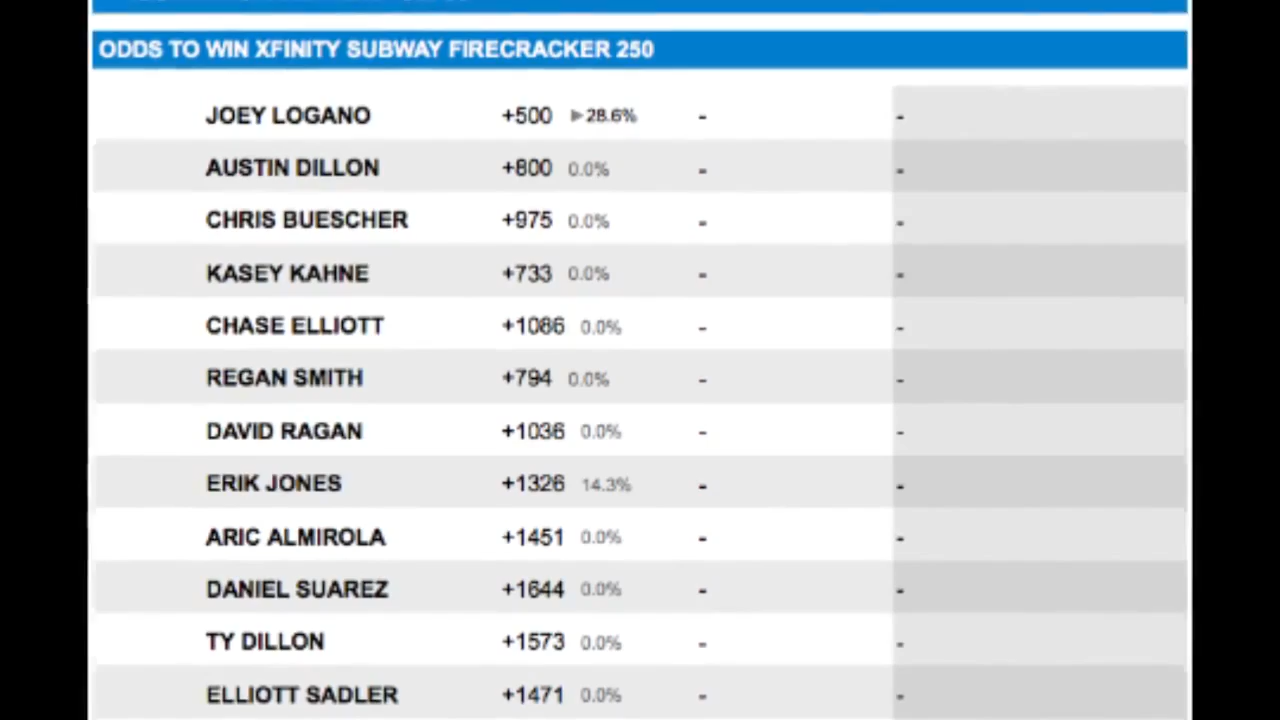 ODDS TO WIN XFINITY SUBWAY FIRECRACKER 250
JOEY LOGANO +500 ▶28.6% - -
AUSTIN DILLON +800 0.0% - -
CHRIS BUESCHER +975 0.0% - -
KASEY KAHNE +733 0.0% - -
CHASE ELLIOTT +1086 0.0% - -
REGAN SMITH +794 0.0% - -
DAVID RAGAN +1036 0.0% - -
ERIK JONES +1326 14.3% - -
ARIC ALMIROLA +1451 0.0% - -
DANIEL SUAREZ +1644 0.0% - -
TY DILLON +1573 0.0% - -
ELLIOTT SADLER +1471 0.0% - -